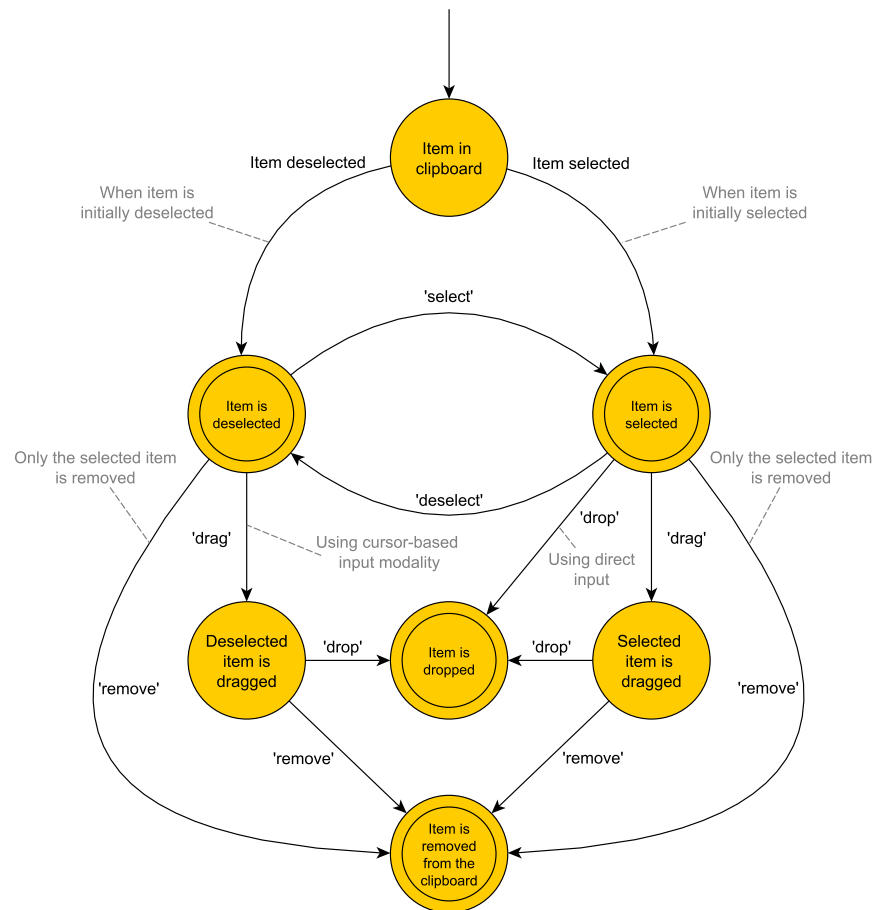 Item in
clipboard
Item deselected
Item selected
When item is
initially deselected
When item is
initially selected
'select'
Item is
deselected
Item is
selected
Only the selected item
is removed
Only the selected item
is removed
'deselect'
'drop'
'drag'
Using cursor-based
input modality
Using direct
input
'drag'
Deselected
item is
dragged
'drop'
Item is
dropped
'drop'
Selected
item is
dragged
'remove'
'remove'
'remove'
'remove'
Item is
removed
from the
clipboard